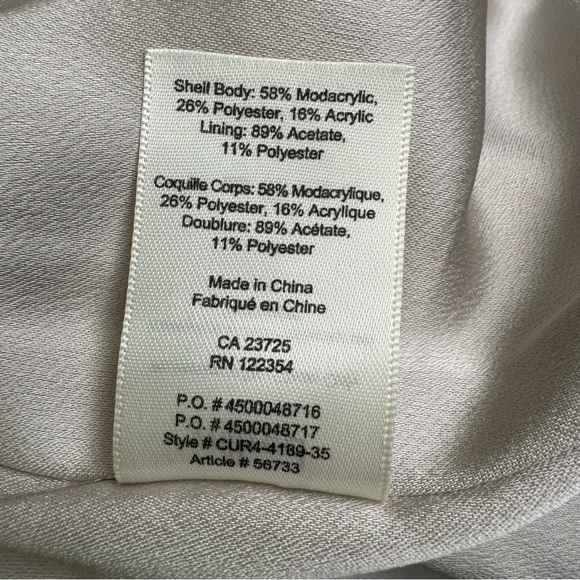 Shell Body: 58% Modacrylic,
26% Polyester, 16% Acrylic
Lining: 89% Acetate,
11% Polyester
Coquille Corps: 58% Modacrylique,
26% Polyester, 16% Acrylique
Doublure: 89% Acétate,
11% Polyester
Made in China
Fabriqué en Chine
CA 23725
RN 122354
P.O. # 4500048716
P.O. # 4500048717
Style # CUR4-4189-35
Article # 56733